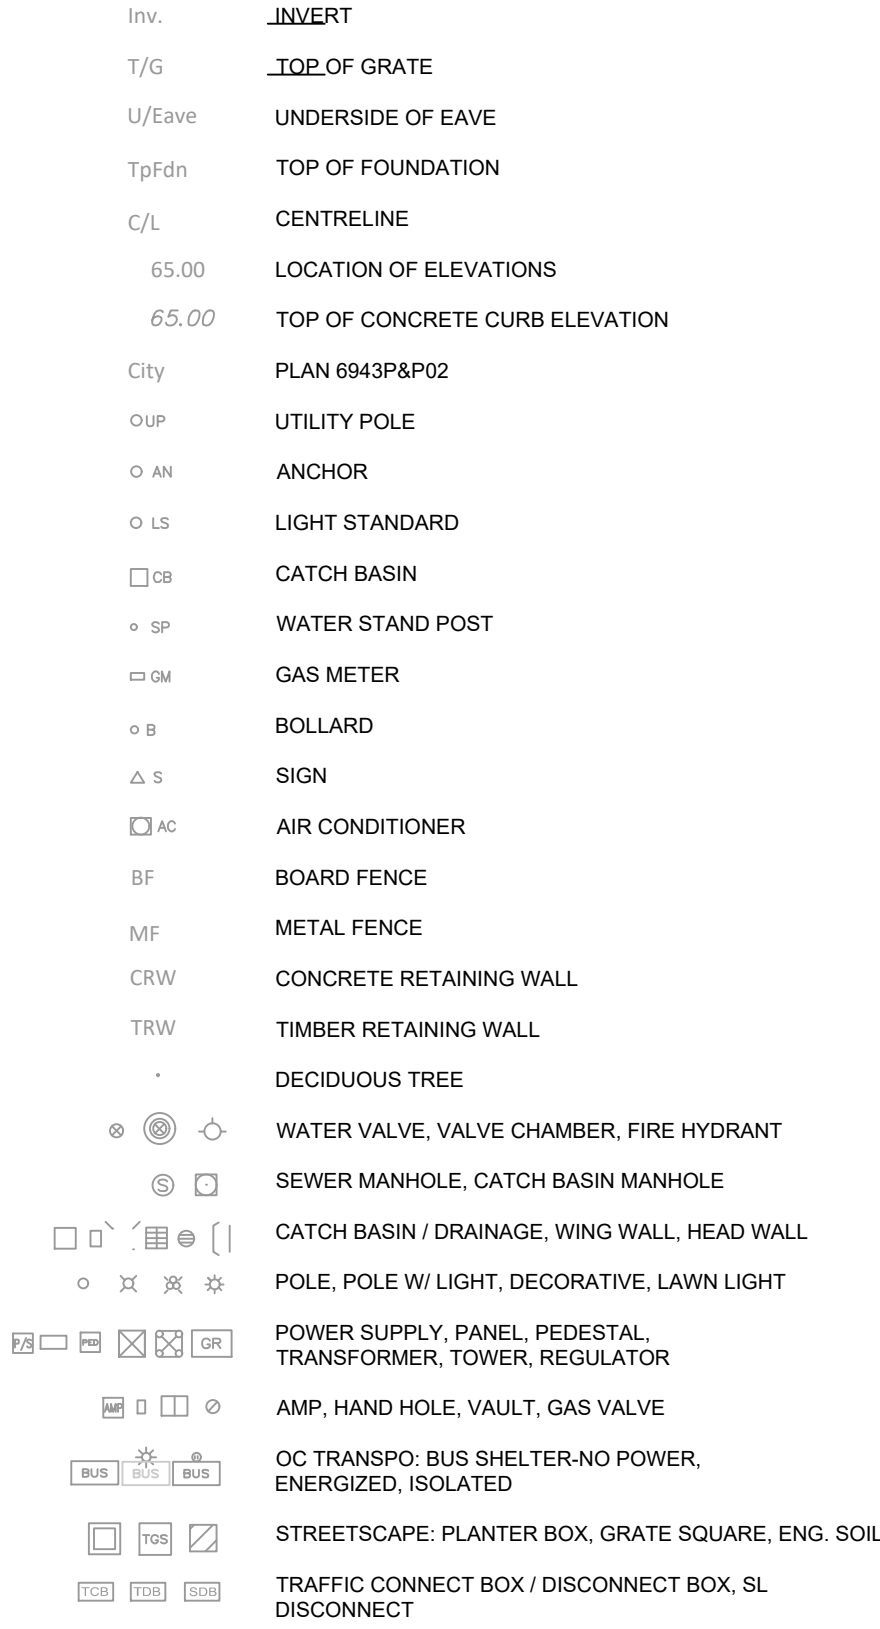 Inv. INVERT
T/G TOP OF GRATE
U/Eave UNDERSIDE OF EAVE
TpFdn TOP OF FOUNDATION
C/L CENTRELINE
65.00 LOCATION OF ELEVATIONS
65.00 TOP OF CONCRETE CURB ELEVATION
City PLAN 6943P&P02
UP UTILITY POLE
AN ANCHOR
LS LIGHT STANDARD
CB CATCH BASIN
SP WATER STAND POST
GM GAS METER
B BOLLARD
S SIGN
AC AIR CONDITIONER
BF BOARD FENCE
MF METAL FENCE
CRW CONCRETE RETAINING WALL
TRW TIMBER RETAINING WALL
DECIDUOUS TREE
WATER VALVE, VALVE CHAMBER, FIRE HYDRANT
S SEWER MANHOLE, CATCH BASIN MANHOLE
CATCH BASIN / DRAINAGE, WING WALL, HEAD WALL
POLE, POLE W/ LIGHT, DECORATIVE, LAWN LIGHT
P/S PED GR POWER SUPPLY, PANEL, PEDESTAL,
TRANSFORMER, TOWER, REGULATOR
AMP AMP, HAND HOLE, VAULT, GAS VALVE
BUS BUS BUS OC TRANSPO: BUS SHELTER-NO POWER,
ENERGIZED, ISOLATED
TGS STREETSCAPE: PLANTER BOX, GRATE SQUARE, ENG. SOIL
TCB TDB SDB TRAFFIC CONNECT BOX / DISCONNECT BOX, SL
DISCONNECT